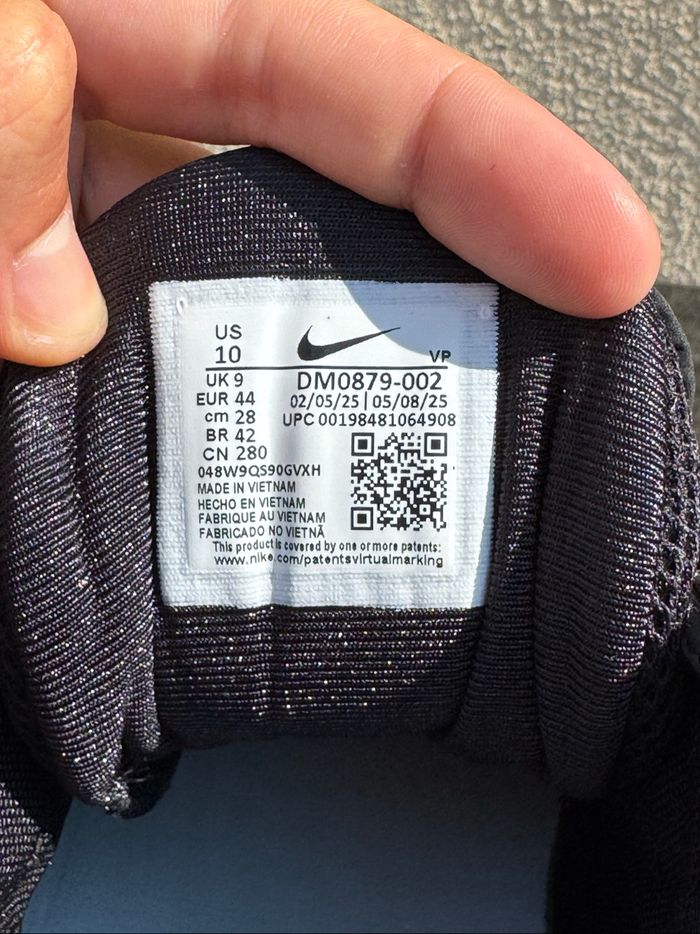 US
10
VP
UK 9
DM0879-002
EUR 44
02/05/25 | 05/08/25
cm 28
UPC 00198481064908
BR 42
CN 280
048W9QS90GVXH
MADE IN VIETNAM
HECHO EN VIETNAM
FABRIQUE AU VIETNAM
FABRICADO NO VIETNÃ
This product is covered by one or more patents:
www.nike.com/patentsvirtualmarking